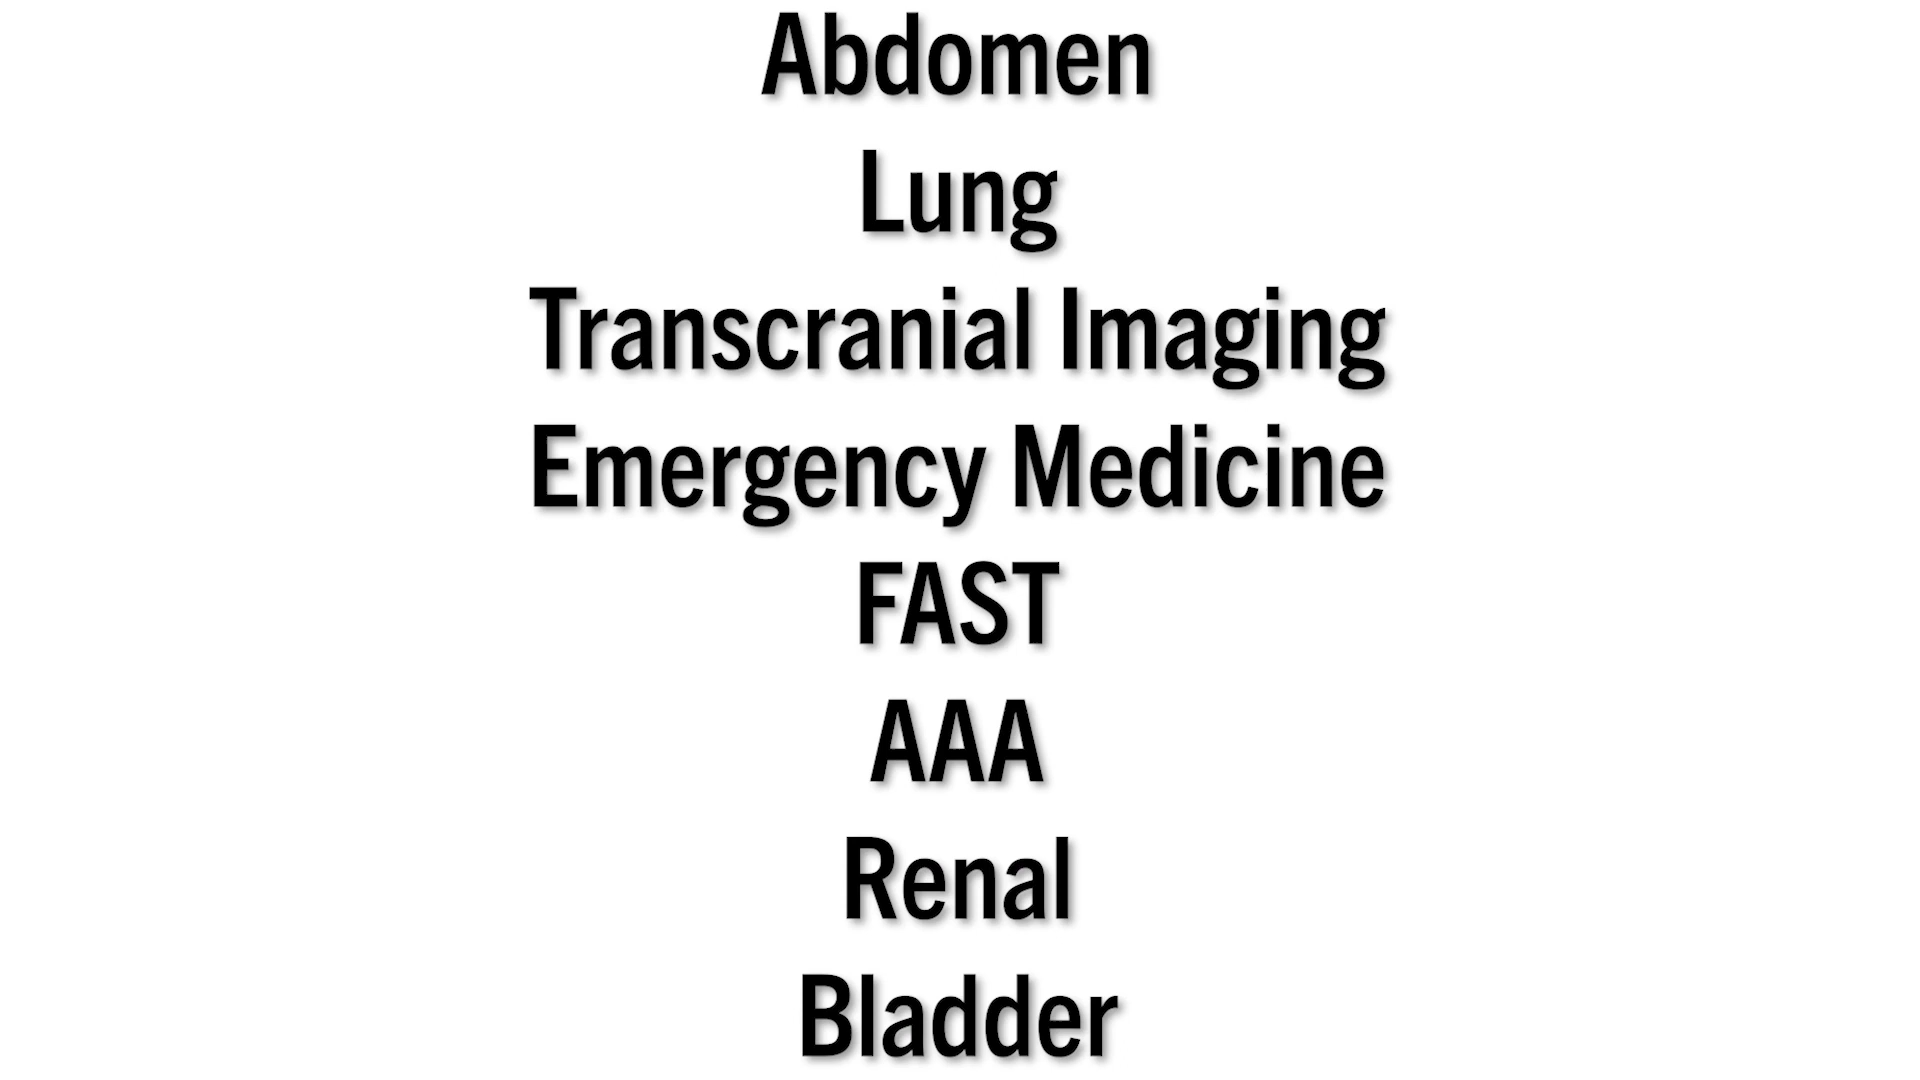 Abdomen
Lung
Transcranial Imaging
Emergency Medicine
FAST
AAA
Renal
Bladder